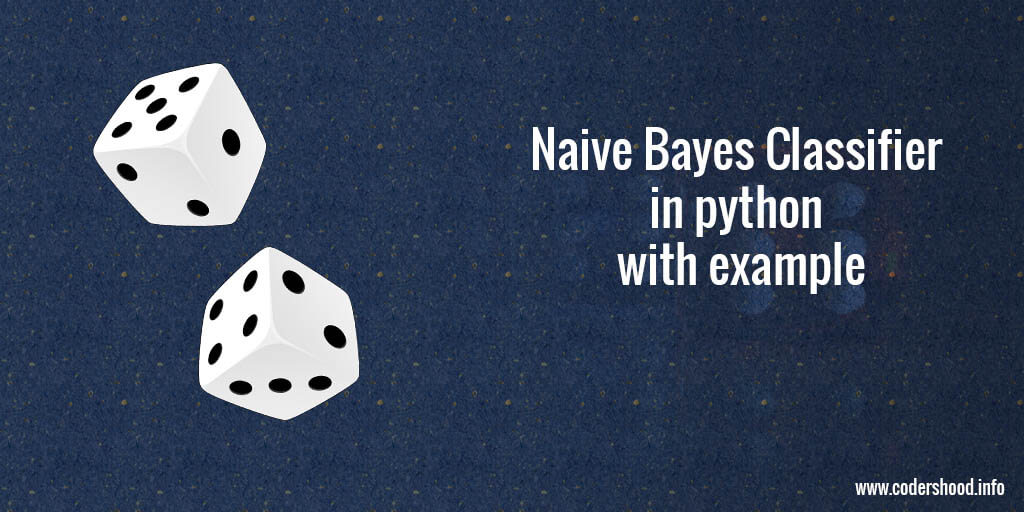 Naive Bayes Classifier
in python
with example
www.codershood.info